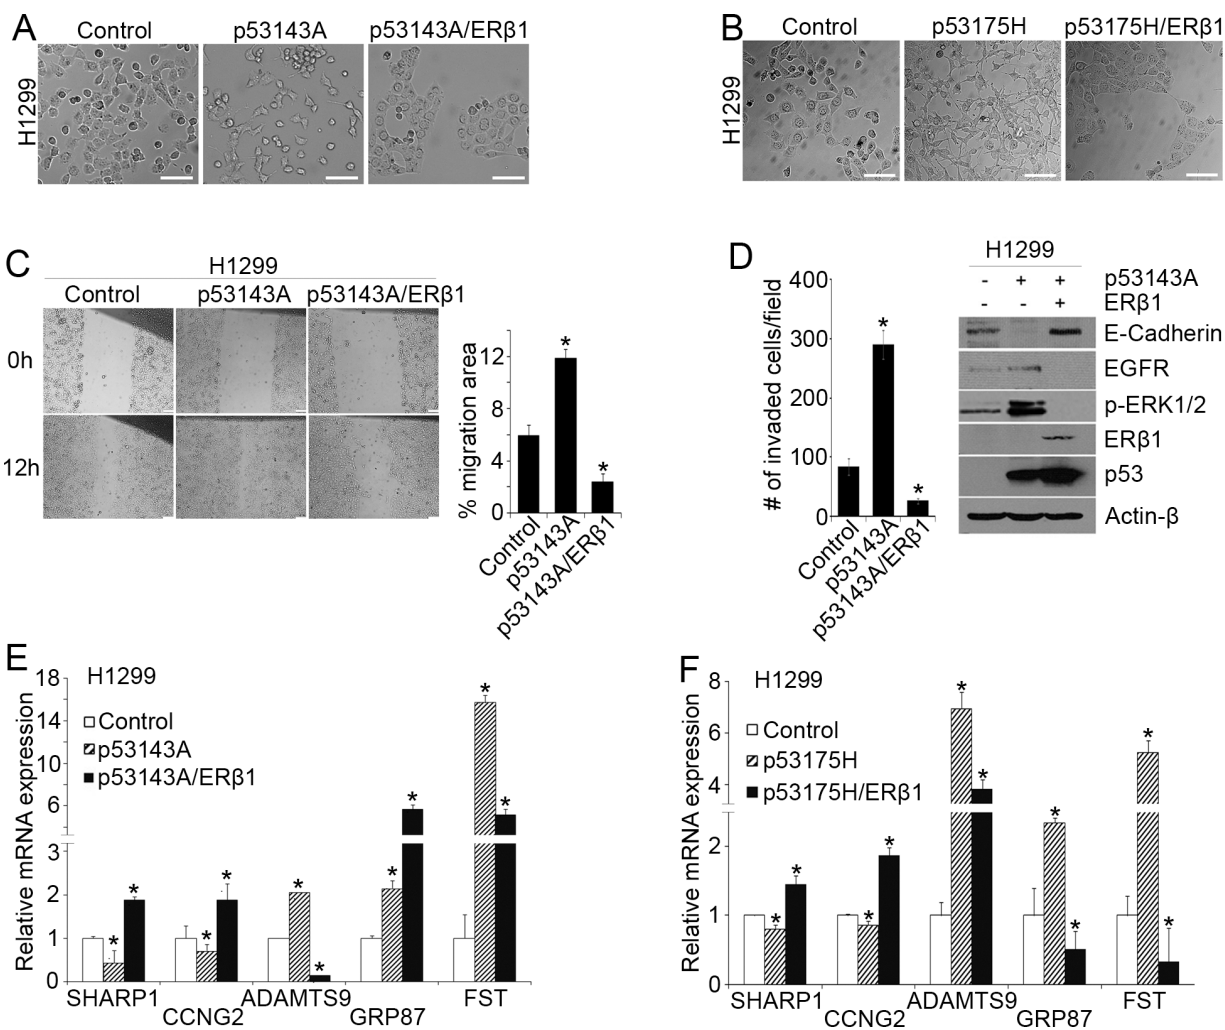 A
Control p53143A p53143A/ERβ1
H1299
B
Control p53175H p53175H/ERβ1
H1299
C
H1299
Control p53143A p53143A/ERβ1
0h
12h
% migration area
12
8
4
0
*
*
Control
p53143A
p53143A/ERβ1
D
# of invaded cells/field
400
300
200
100
0
*
*
Control
p53143A
p53143A/ERβ1
H1299
- + + p53143A
- - + ERβ1
E-Cadherin
EGFR
p-ERK1/2
ERβ1
p53
Actin-β
E
H1299
Control
p53143A
p53143A/ERβ1
Relative mRNA expression
18
14
10
6
3
2
1
0
* * * * * * * * * *
SHARP1 CCNG2 ADAMTS9 GRP87 FST
F
H1299
Control
p53175H
p53175H/ERβ1
Relative mRNA expression
8
6
4
2
1
0
* * * * * * * * * *
SHARP1 CCNG2 ADAMTS9 GRP87 FST